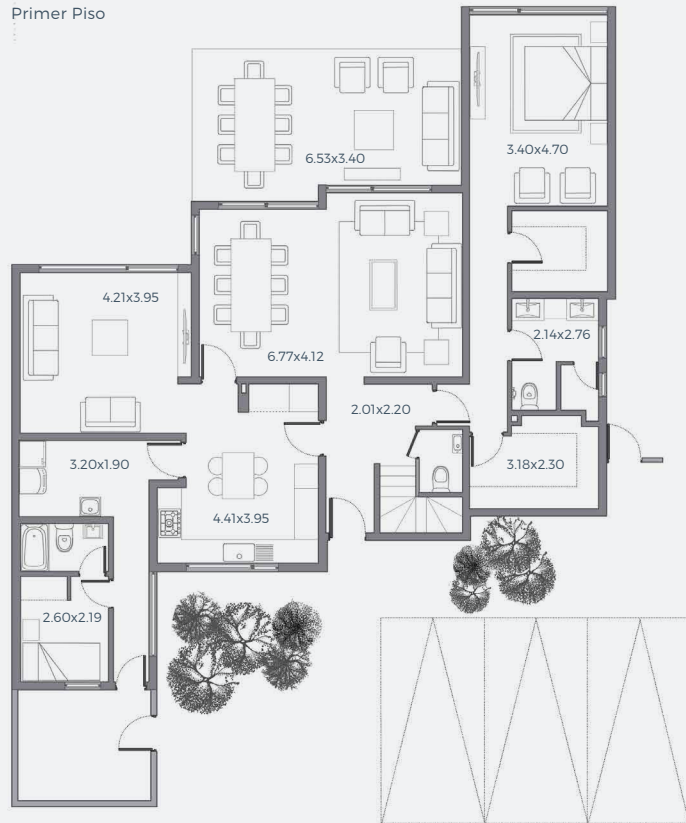 Primer Piso
6.53x3.40
3.40x4.70
4.21x3.95
2.14x2.76
6.77x4.12
2.01x2.20
3.20x1.90
3.18x2.30
4.41x3.95
2.60x2.19